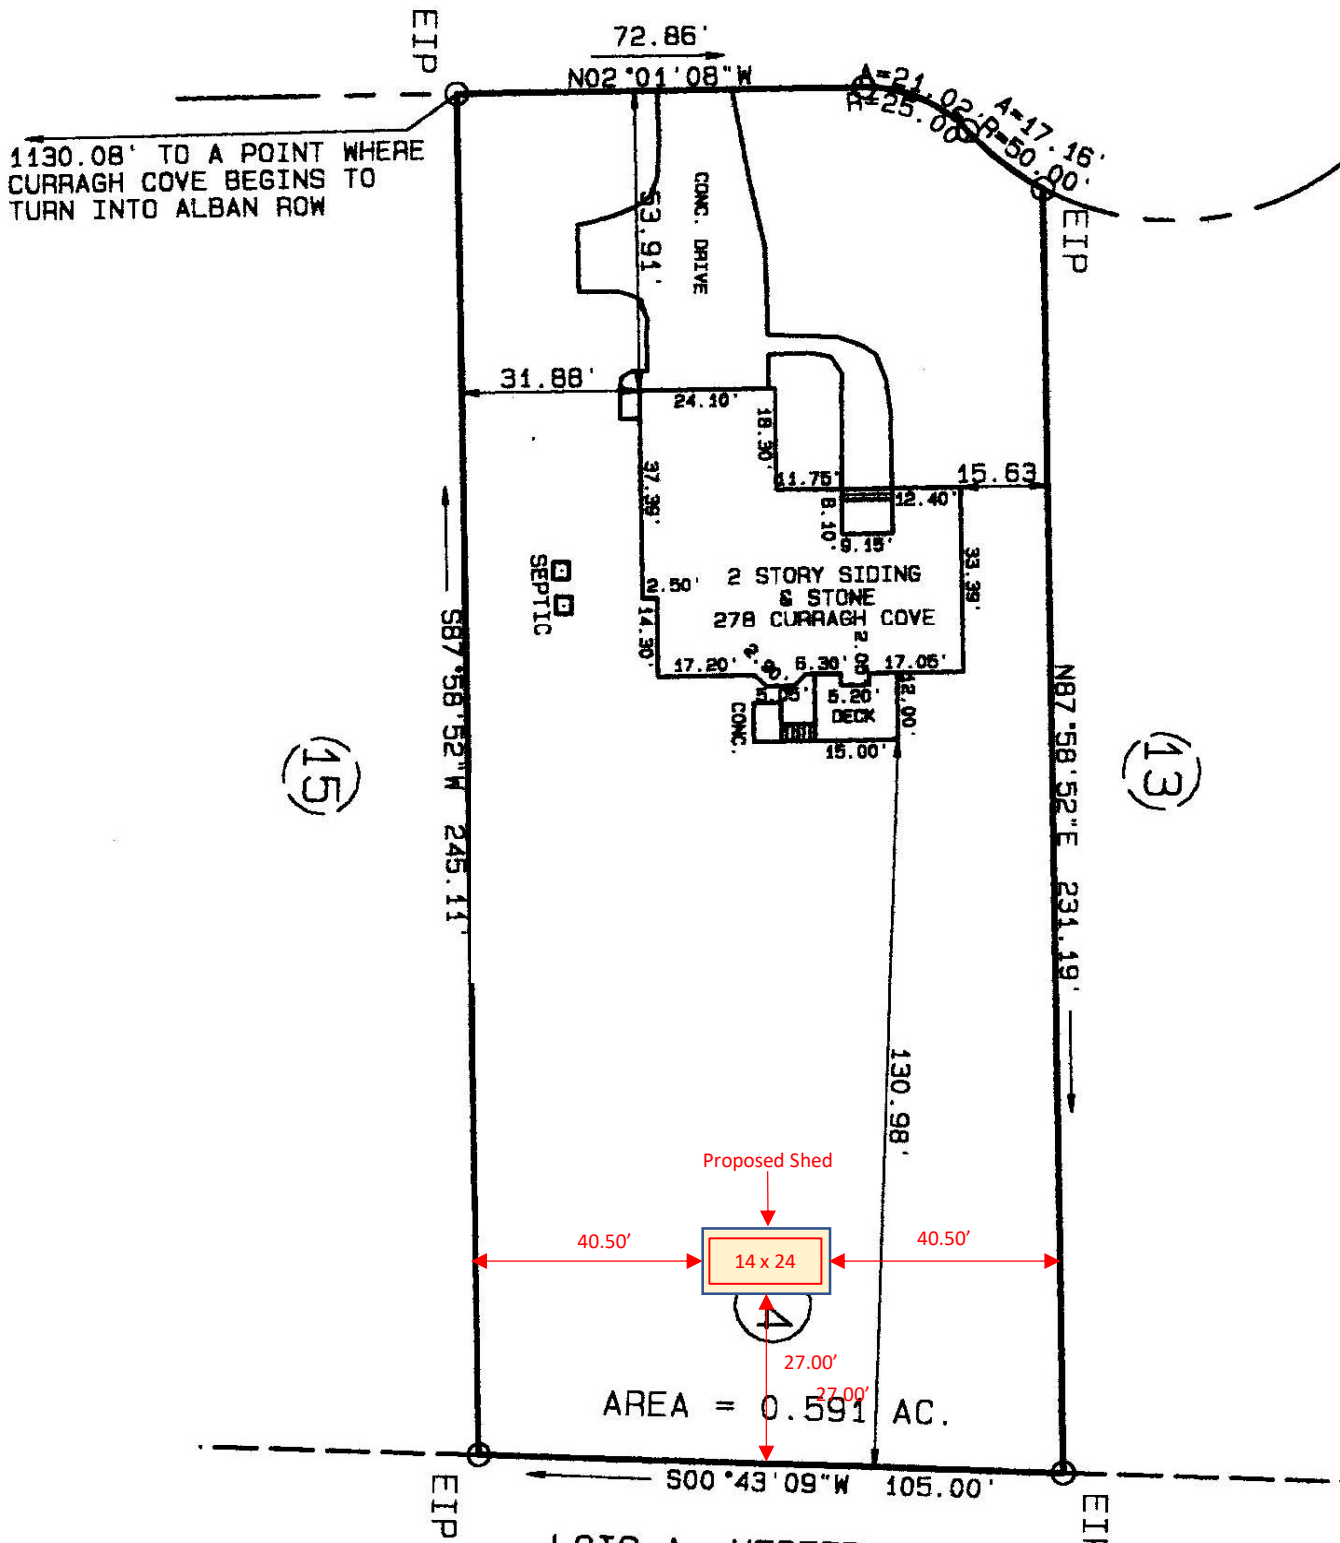 EIP
72.86'
N02°01'08"W
A=21.02'
R=25.00'
A=17.16'
R=50.00'
EIP
1130.08' TO A POINT WHERE
CURRAGH COVE BEGINS TO
TURN INTO ALBAN ROW
53.91'
CONC. DRIVE
31.88'
24.10'
18.30'
11.75'
15.63
12.40'
8.10'
9.15'
37.39'
33.39'
SEPTIC
2.50'
14.30'
2 STORY SIDING
& STONE
278 CURRAGH COVE
17.20'
2.90'
6.30'
2.05
17.05'
5.20'
DECK
12.00'
CONC.
15.00'
S87°58'52"W 245.11'
N87°58'52"E 231.19'
(15)
(13)
130.98'
Proposed Shed
40.50'
14 x 24
40.50'
27.00'
27.00'
AREA = 0.591 AC.
S00°43'09"W 105.00'
EIP
EIP